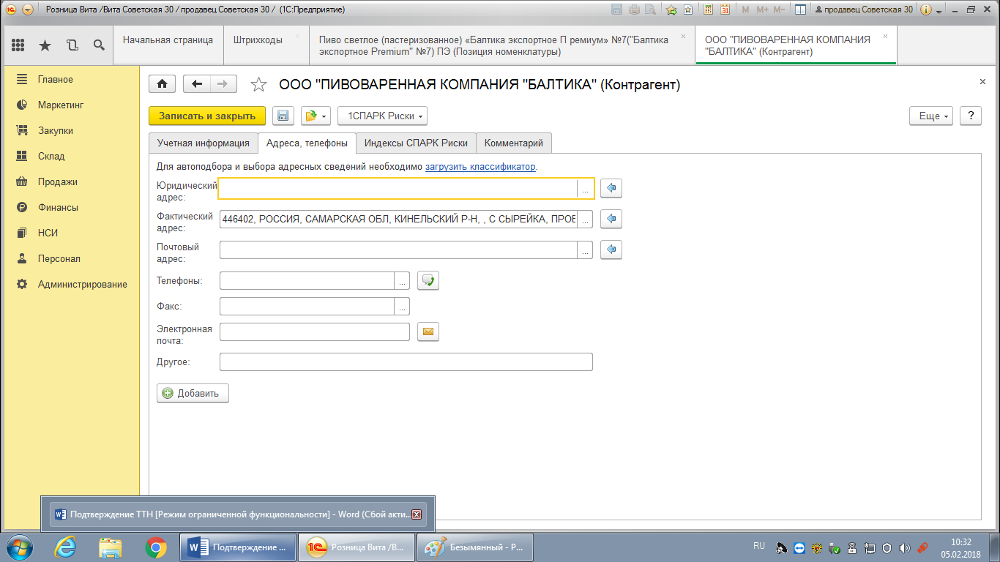 Розница Вита /Вита Советская 30 / продавец Советская 30 / (1С:Предприятие)
M M+ M- продавец Советская 30
Начальная страница
Штрихкоды
Пиво светлое (пастеризованное) «Балтика экспортное П ремиум» №7("Балтика
экспортное Premium" №7) ПЭ (Позиция номенклатуры)
ООО "ПИВОВАРЕННАЯ КОМПАНИЯ
"БАЛТИКА" (Контрагент)
Главное
Маркетинг
Закупки
Склад
Продажи
Финансы
НСИ
Персонал
Администрирование
ООО "ПИВОВАРЕННАЯ КОМПАНИЯ "БАЛТИКА" (Контрагент)
Записать и закрыть
1СПАРК Риски
Еще
?
Учетная информация
Адреса, телефоны
Индексы СПАРК Риски
Комментарий
Для автоподбора и выбора адресных сведений необходимо загрузить классификатор.
Юридический
адрес:
...
Фактический
адрес:
446402, РОССИЯ, САМАРСКАЯ ОБЛ, КИНЕЛЬСКИЙ Р-Н, , С СЫРЕЙКА, ПРОЕ
...
Почтовый
адрес:
...
Телефоны:
...
Факс:
...
Электронная
почта:
Другое:
Добавить
Подтверждение ТТН [Режим ограниченной функциональности] - Word (Сбой акти...
Подтверждение ...
Розница Вита /В...
Безымянный - P...
RU
10:32
05.02.2018